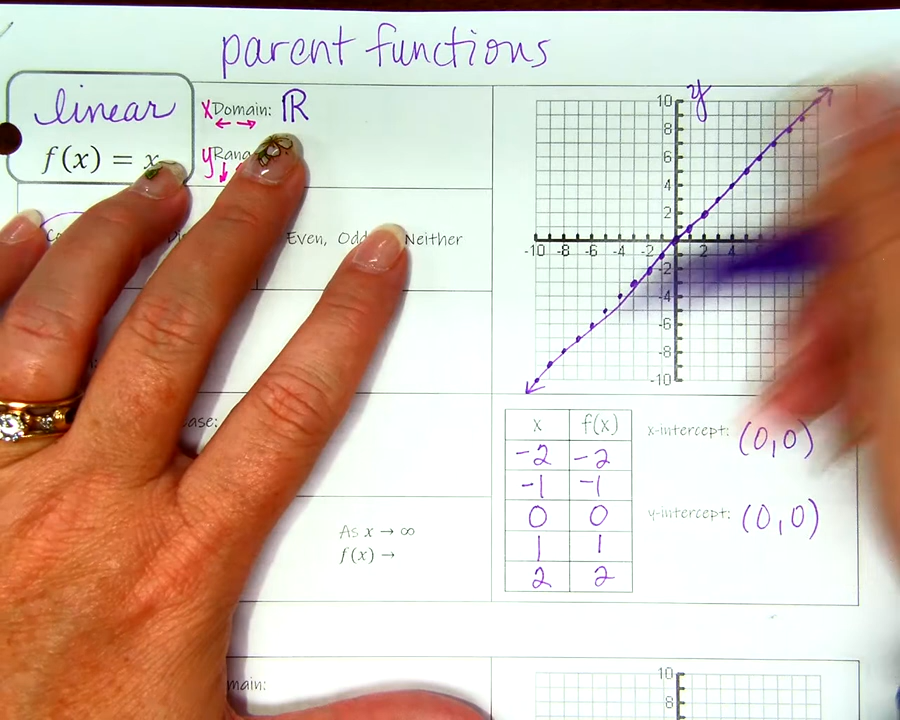 parent functions
linear
f(x) = x
x Domain: ℝ
y
Even, Odd, Neither
As x → ∞
f(x) →
y
10
8
6
4
2
-10 -8 -6 -4 2 4
-2
-4
-6
-8
-10
x f(x)
-2 -2
-1 -1
0 0
1 1
2 2
x-intercept: (0,0)
y-intercept: (0,0)
10
8